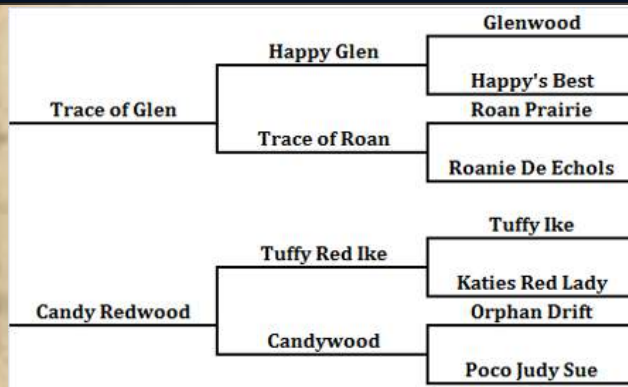 Glenwood
Happy Glen
Happy's Best
Trace of Glen
Roan Prairie
Trace of Roan
Roanie De Echols
Tuffy Ike
Tuffy Red Ike
Katies Red Lady
Candy Redwood
Orphan Drift
Candywood
Poco Judy Sue